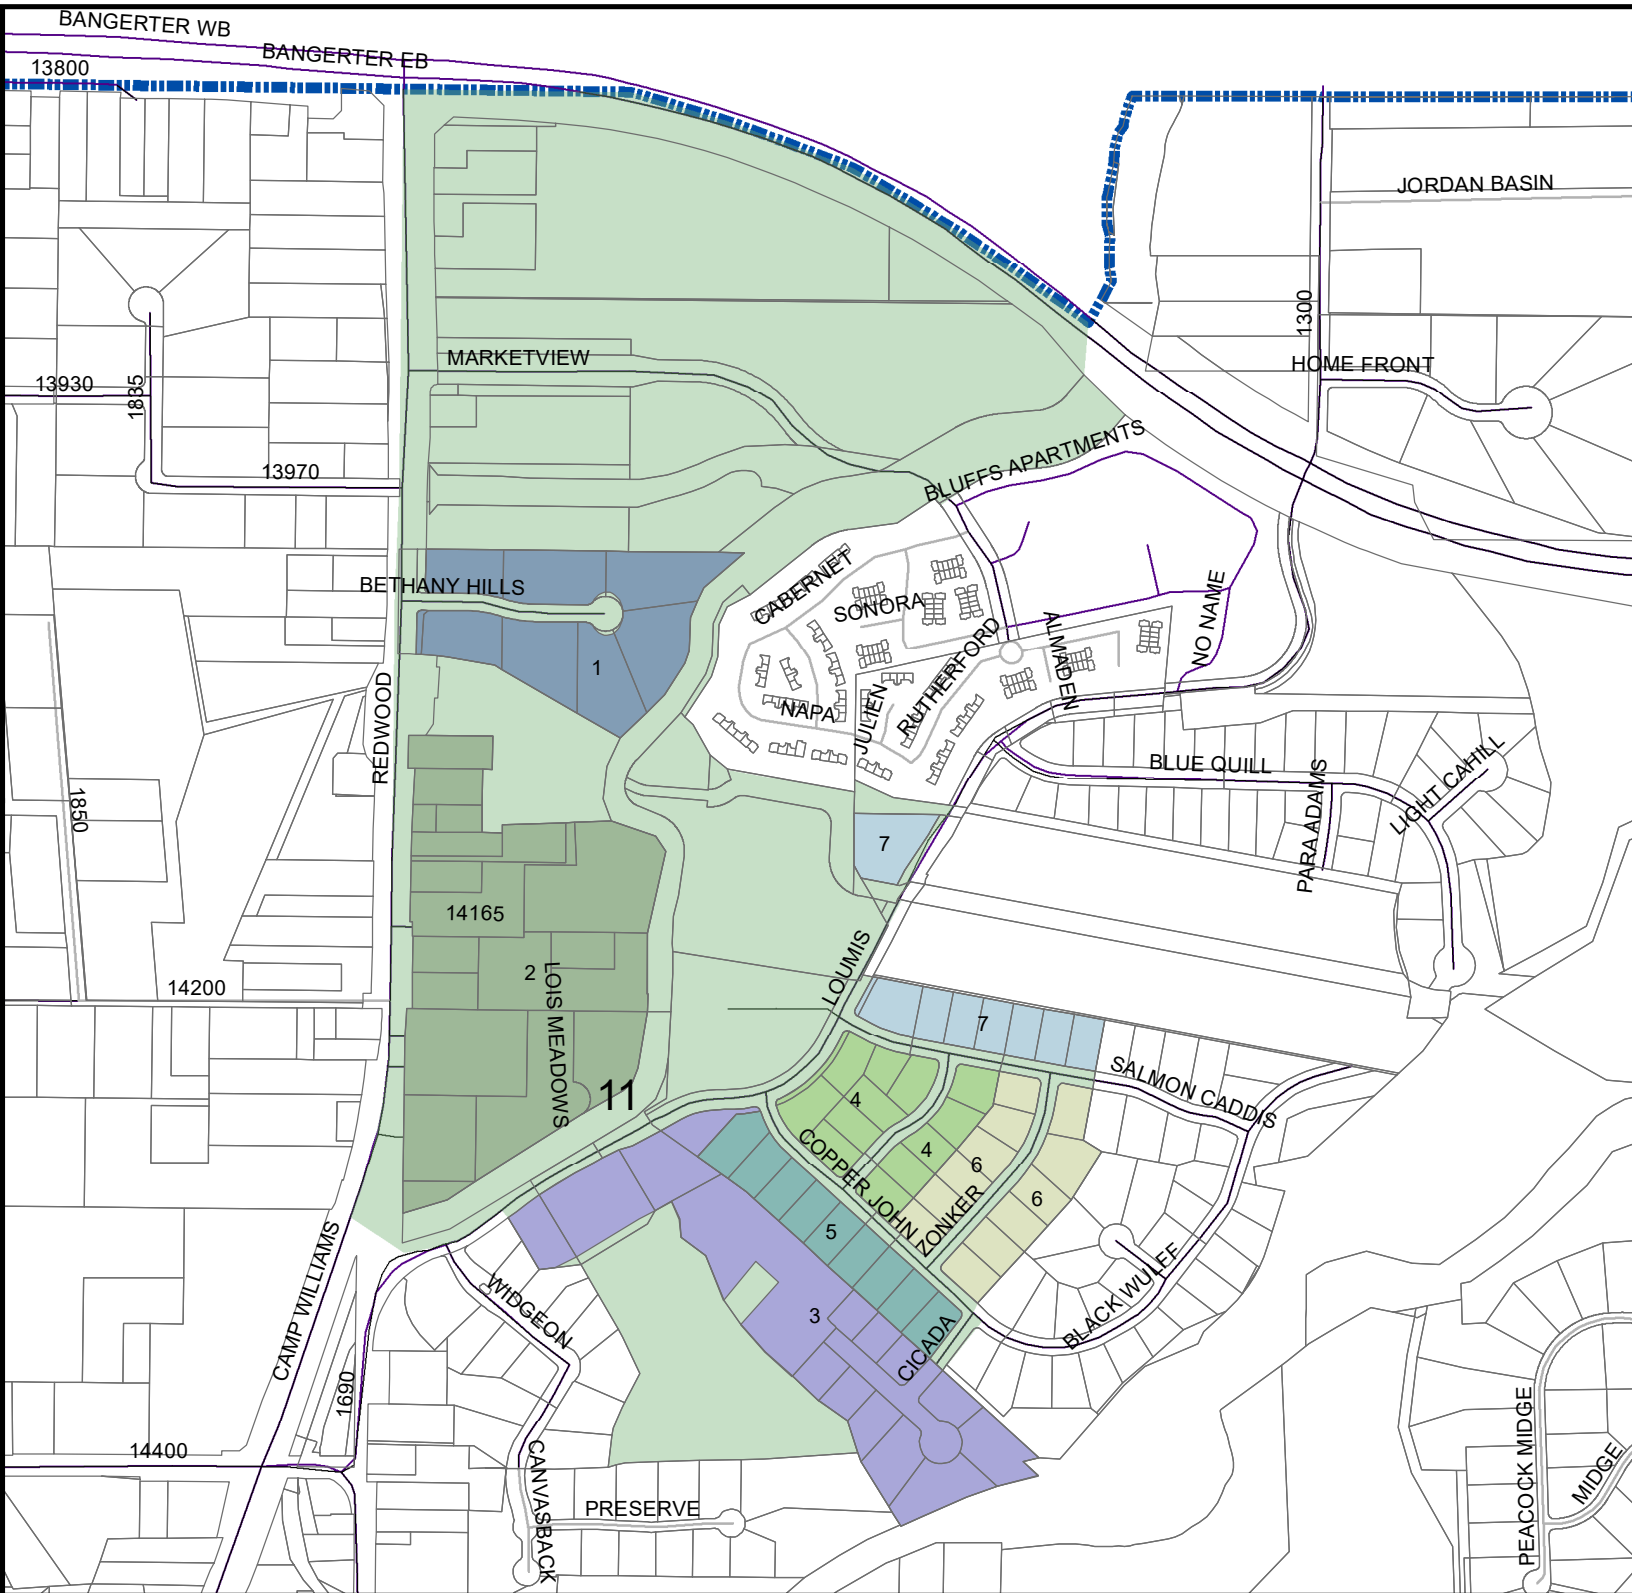 BANGERTER WB
BANGERTER EB
13800
JORDAN BASIN
1300
MARKETVIEW
HOME FRONT
13930
1835
BLUFFS APARTMENTS
13970
BETHANY HILLS
CABERNET
SONORA
NO NAME
1
RUTHERFORD
ALMADEN
REDWOOD
NAPA
JULIEN
BLUE QUILL
LIGHT CAHILL
1850
PARA ADAMS
7
14165
2
LOIS MEADOWS
LOUMIS
14200
7
SALMON CADDIS
11
4
4
COPPER JOHN
6
6
ZONKER
5
BLACK WULFF
CAMP WILLIAMS
WIDGEON
3
CICADA
1690
14400
CANVASBACK
PRESERVE
PEACOCK MIDGE
MIDGE